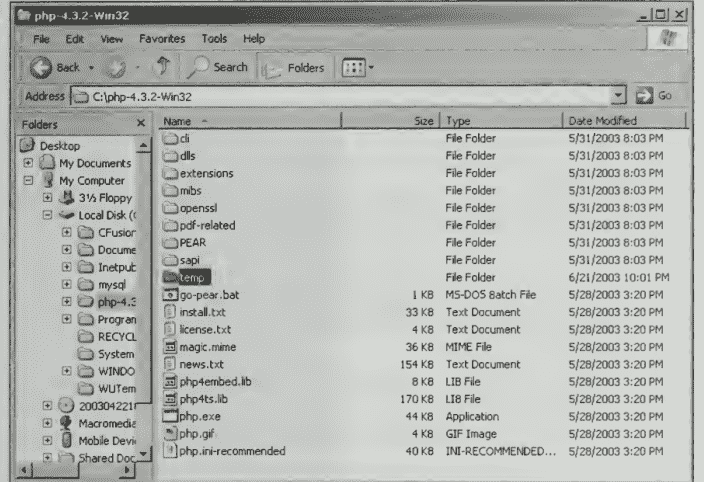 php-4.3.2-Win32
File Edit View Favorites Tools Help
Back Search Folders
Address C:\php-4.3.2-Win32 Go
Folders
Desktop
My Documents
My Computer
3½ Floppy
Local Disk (
CFusion
Docume
Inetpub
mysql
php-4.3
Program
RECYCL
System
WINDO
WUTem
200304221
Macromedia
Mobile Devi
Shared Doc
Name Size Type Date Modified
cli File Folder 5/31/2003 8:03 PM
dlls File Folder 5/31/2003 8:03 PM
extensions File Folder 5/31/2003 8:03 PM
mibs File Folder 5/31/2003 8:03 PM
openssl File Folder 5/31/2003 8:03 PM
pdf-related File Folder 5/31/2003 8:03 PM
PEAR File Folder 5/31/2003 8:03 PM
sapi File Folder 5/31/2003 8:03 PM
temp File Folder 6/21/2003 10:01 PM
go-pear.bat 1 KB MS-DOS Batch File 5/28/2003 3:20 PM
install.txt 33 KB Text Document 5/28/2003 3:20 PM
license.txt 4 KB Text Document 5/28/2003 3:20 PM
magic.mime 36 KB MIME File 5/28/2003 3:20 PM
news.txt 154 KB Text Document 5/28/2003 3:20 PM
php4embed.lib 8 KB LIB File 5/28/2003 3:20 PM
php4ts.lib 170 KB LIB File 5/28/2003 3:20 PM
php.exe 44 KB Application 5/28/2003 3:20 PM
php.gif 4 KB GIF Image 5/28/2003 3:20 PM
php.ini-recommended 40 KB INI-RECOMMENDED... 5/28/2003 3:20 PM